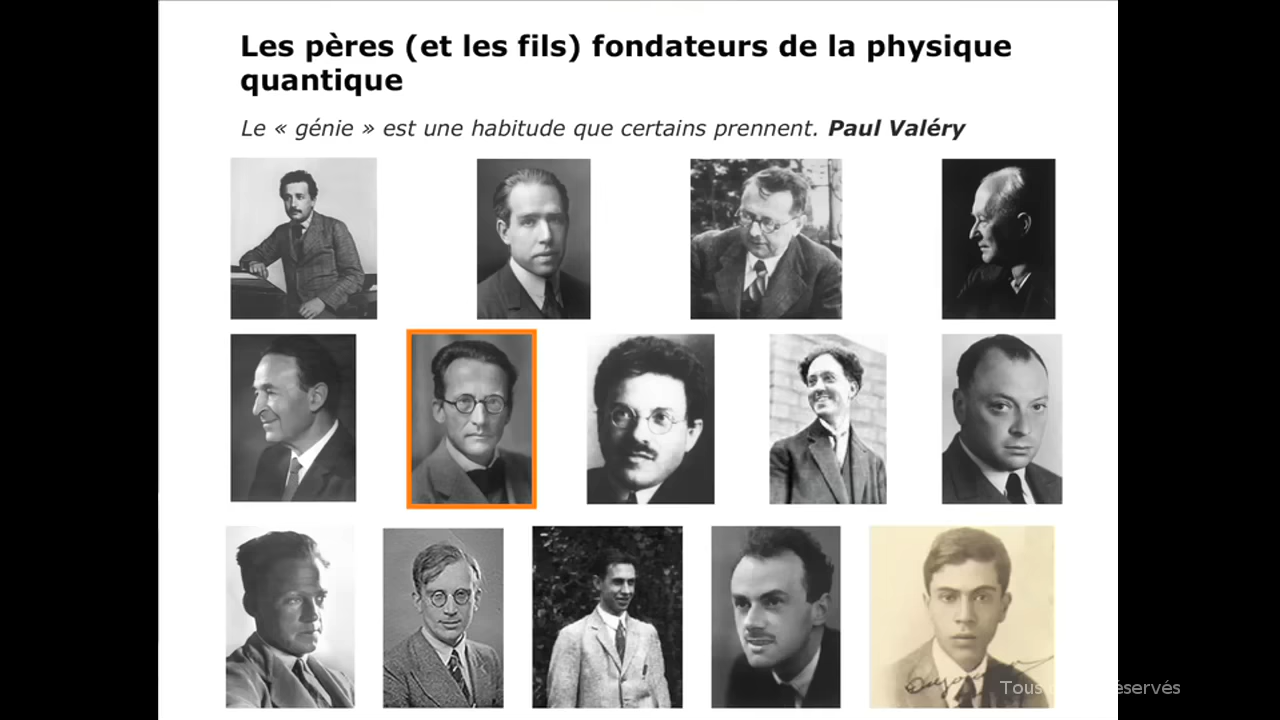 Les pères (et les fils) fondateurs de la physique
quantique
Le « génie » est une habitude que certains prennent. Paul Valéry